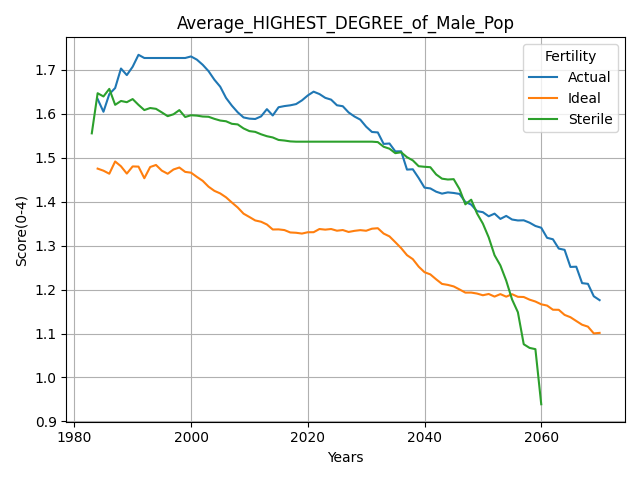 Average_HIGHEST_DEGREE_of_Male_Pop
Fertility
Actual
Ideal
Sterile
Score(0-4)
1.7
1.6
1.5
1.4
1.3
1.2
1.1
1.0
0.9
1980
2000
2020
2040
2060
Years